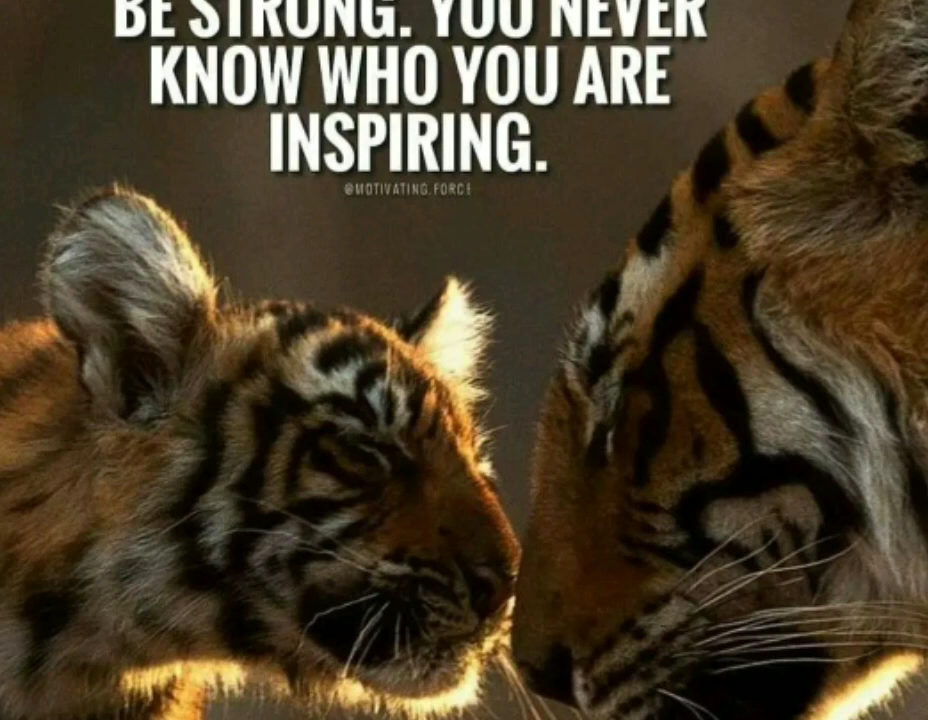 BE STRONG. YOU NEVER
KNOW WHO YOU ARE
INSPIRING.
@MOTIVATING.FORCE